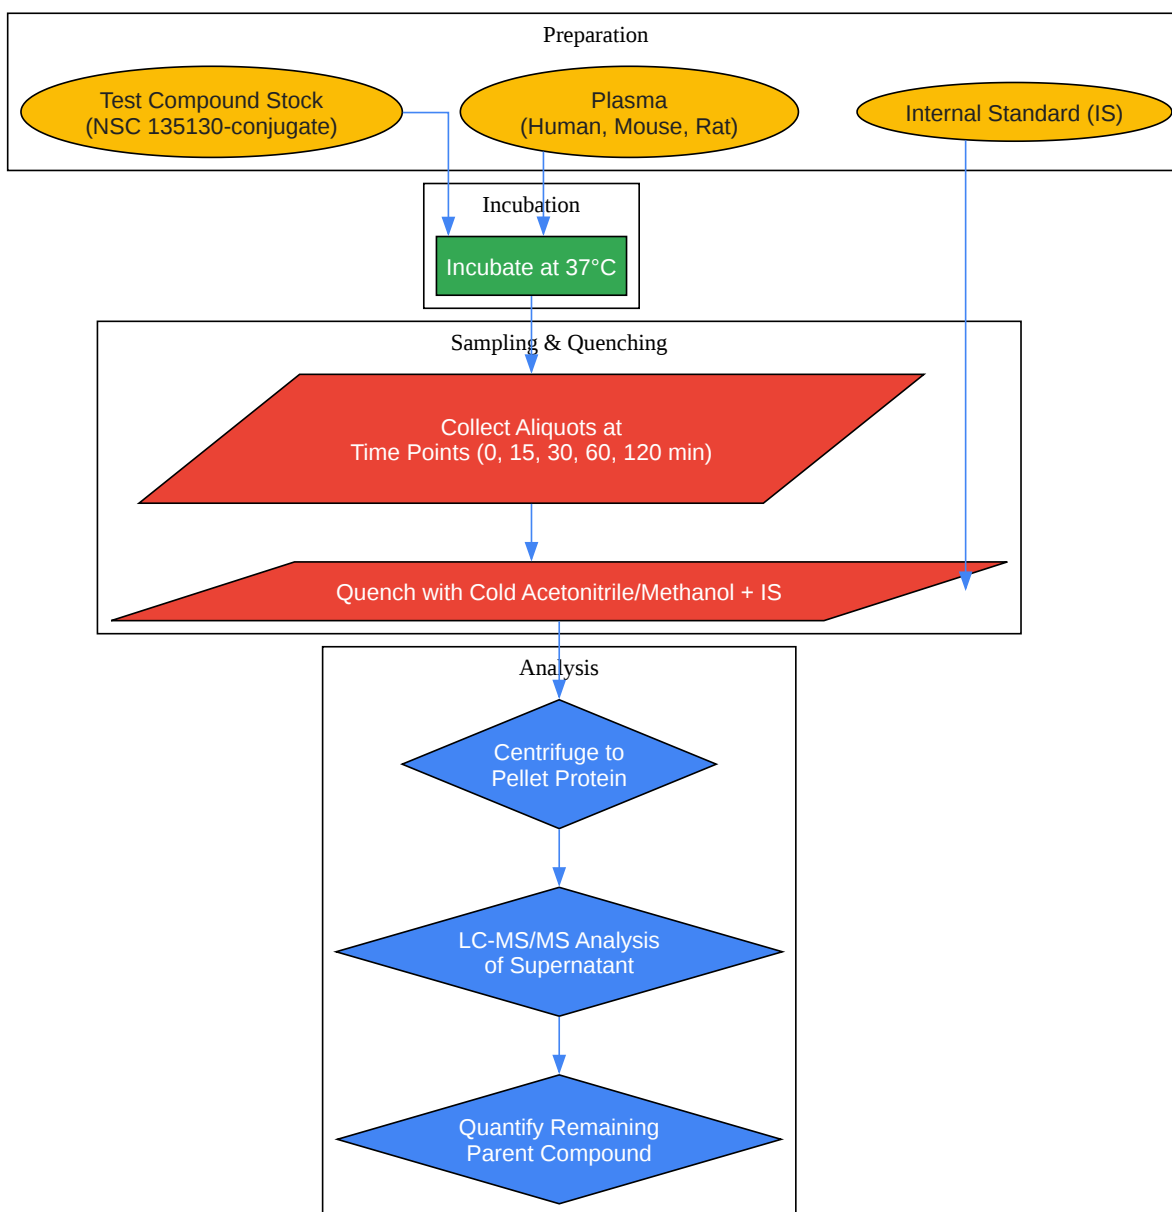 Preparation
Test Compound Stock
(NSC 135130-conjugate)
Plasma
(Human, Mouse, Rat)
Internal Standard (IS)
Incubation
Incubate at 37°C
Sampling & Quenching
Collect Aliquots at
Time Points (0, 15, 30, 60, 120 min)
Quench with Cold Acetonitrile/Methanol + IS
Analysis
Centrifuge to
Pellet Protein
LC-MS/MS Analysis
of Supernatant
Quantify Remaining
Parent Compound